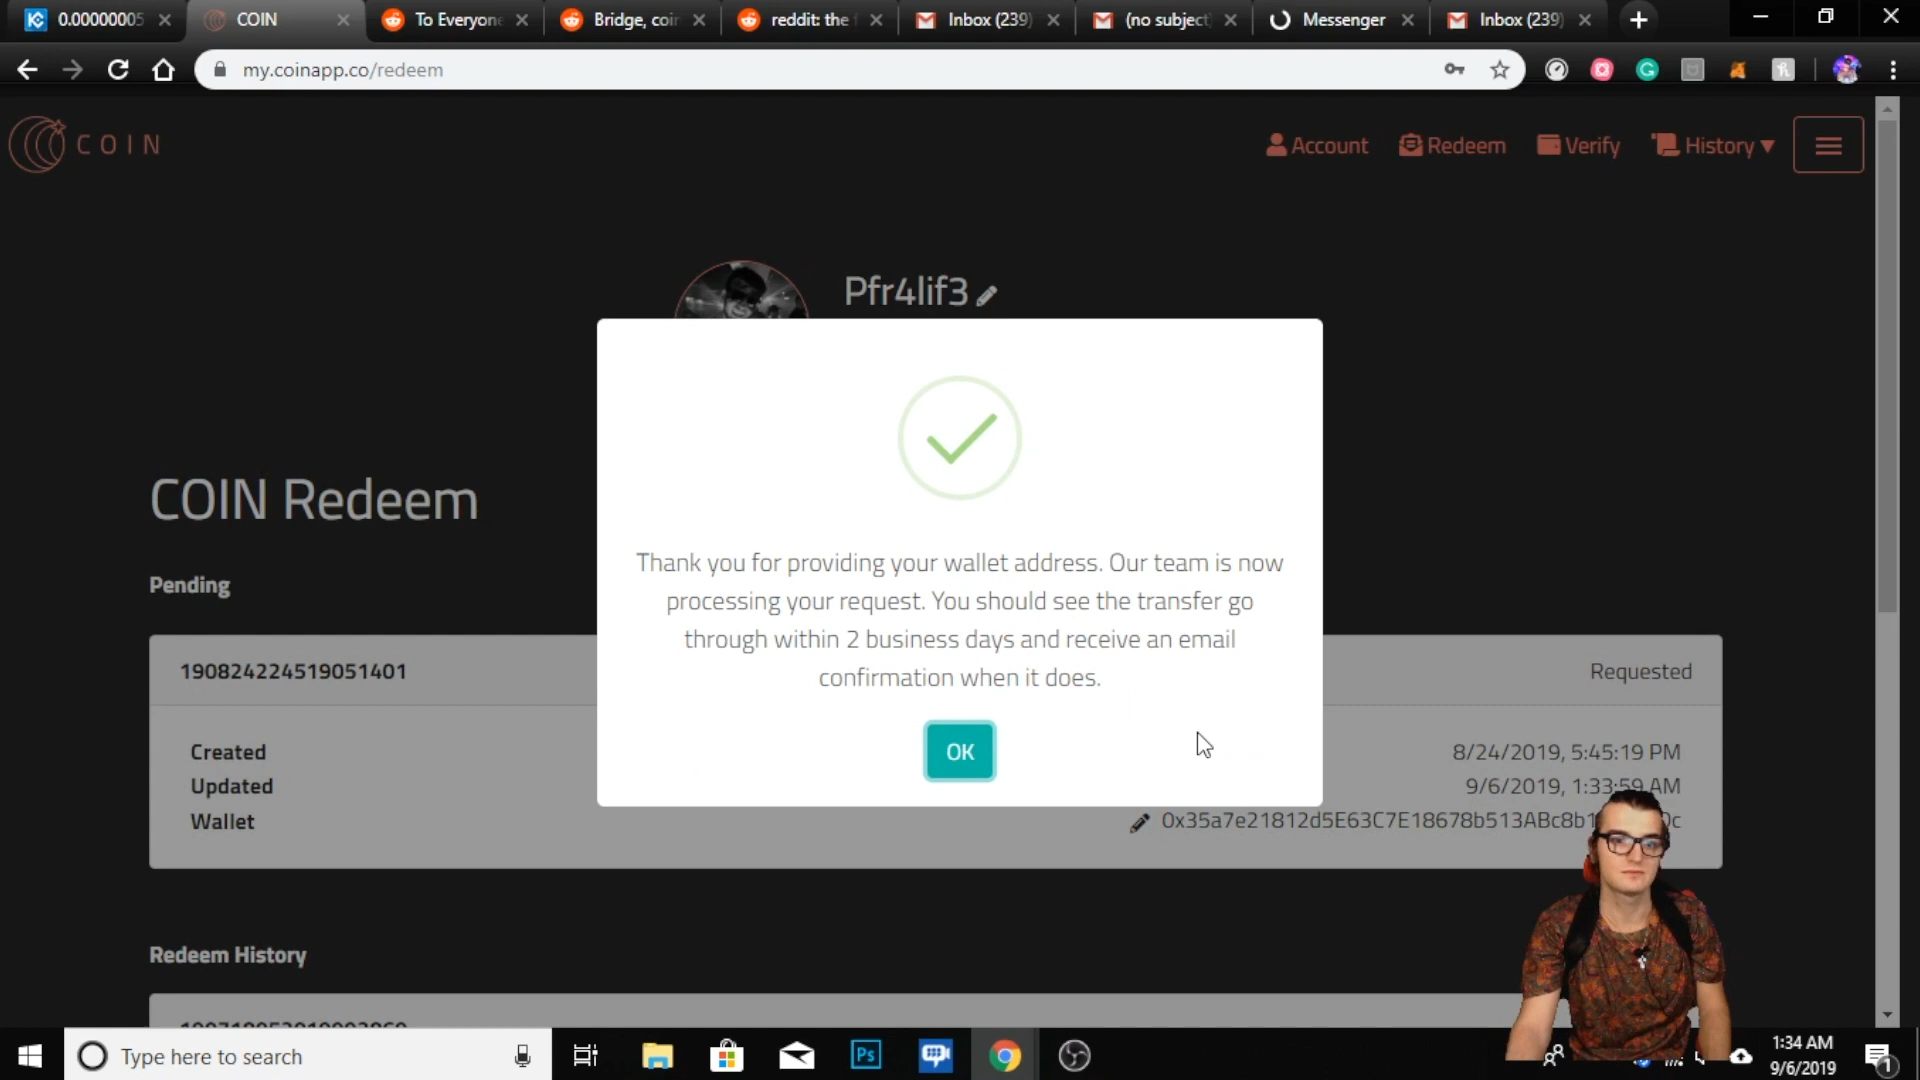 0.00000005
COIN
To Everyone
Bridge, coin
reddit: the f
Inbox (239)
(no subject)
Messenger
Inbox (239)
my.coinapp.co/redeem
COIN
Account
Redeem
Verify
History
Pfr4lif3
Thank you for providing your wallet address. Our team is now
processing your request. You should see the transfer go
through within 2 business days and receive an email
confirmation when it does.
OK
COIN Redeem
Pending
190824224519051401
Requested
Created
8/24/2019, 5:45:19 PM
Updated
9/6/2019, 1:33:59 AM
Wallet
0x35a7e21812d5E63C7E18678b513ABc8b1
Redeem History
Type here to search
Ps
1:34 AM
9/6/2019
1